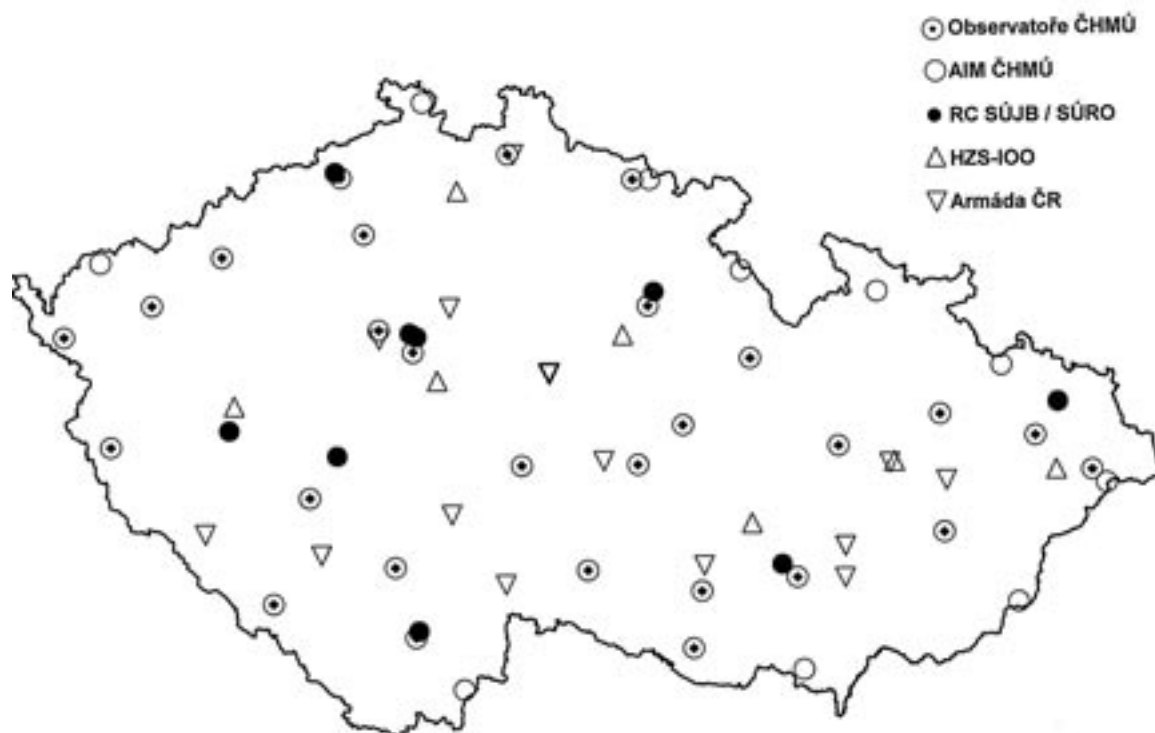 Observatoře ČHMÚ
AIM ČHMÚ
RC SÚJB / SÚRO
HZS-IOO
Armáda ČR